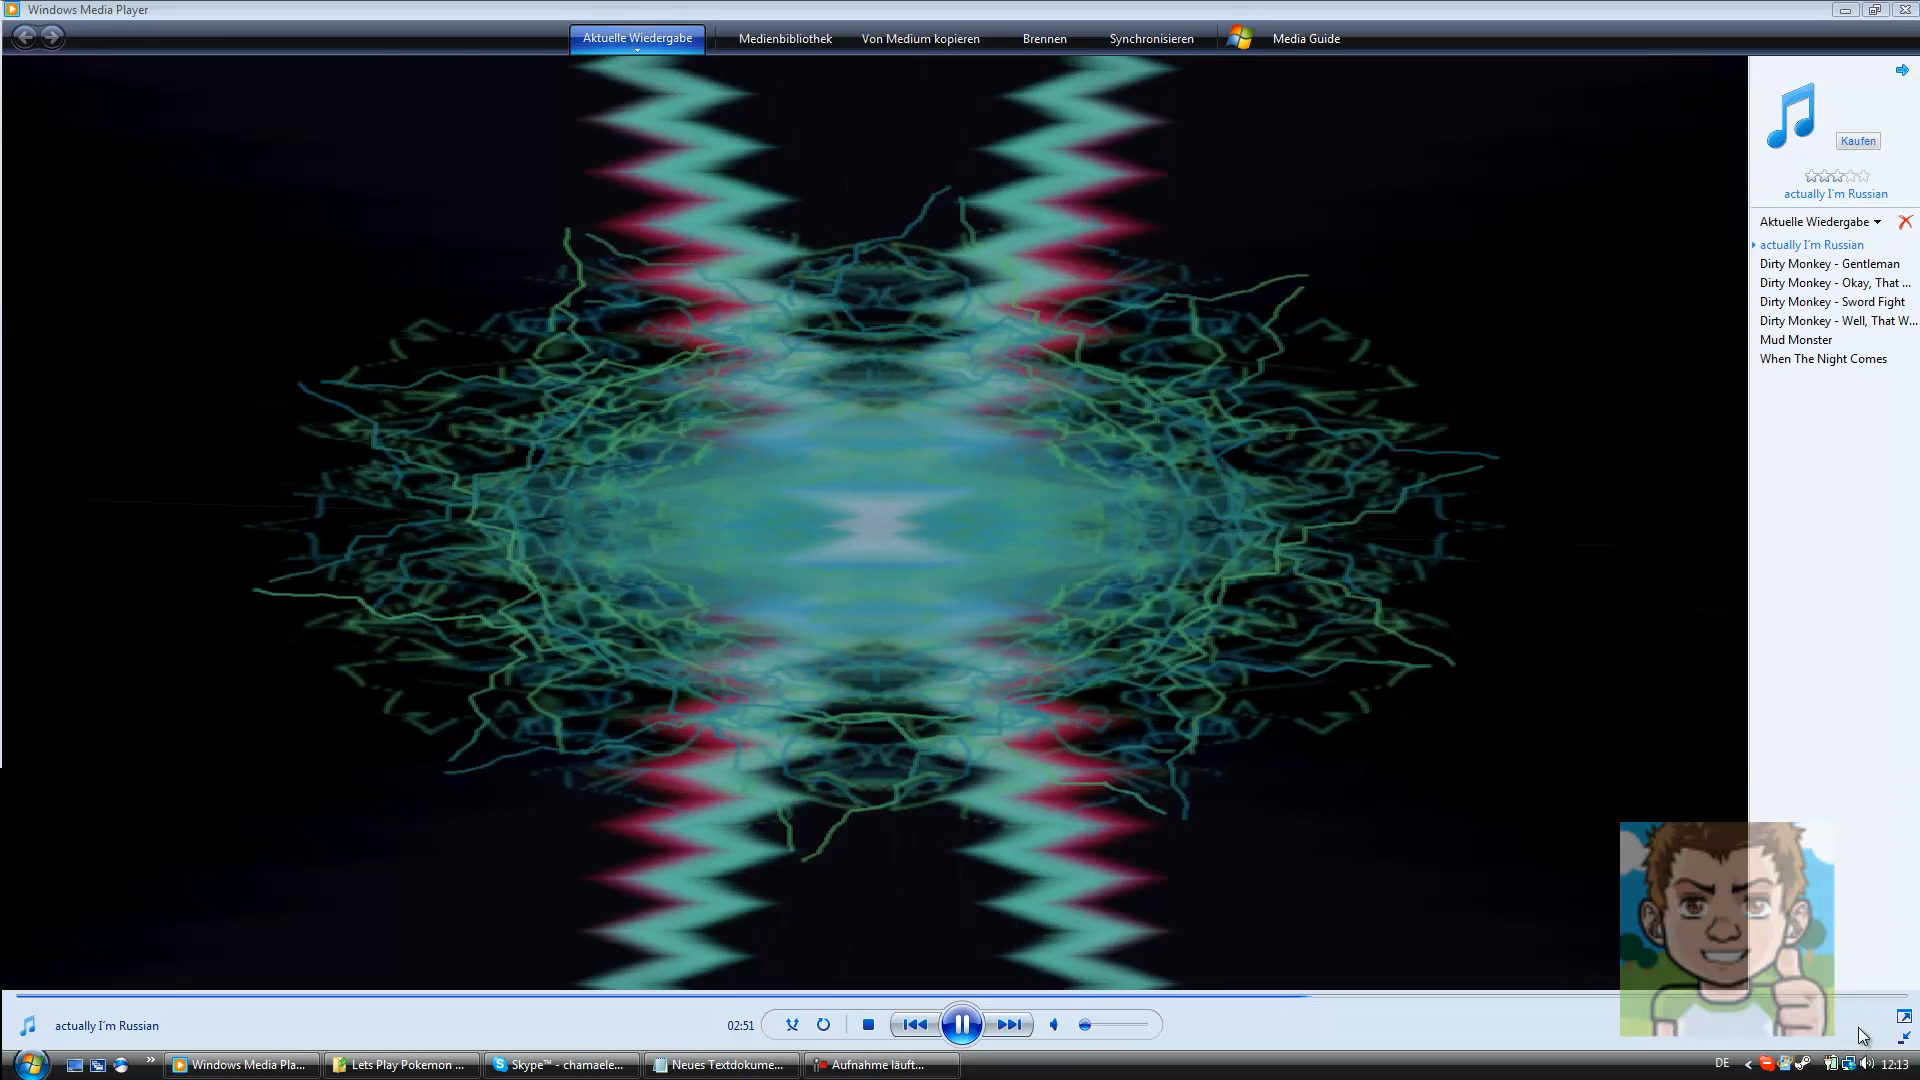 Windows Media Player
Aktuelle Wiedergabe
Medienbibliothek
Von Medium kopieren
Brennen
Synchronisieren
Media Guide
Kaufen
actually I´m Russian
Aktuelle Wiedergabe
actually I´m Russian
Dirty Monkey - Gentleman
Dirty Monkey - Okay, That ...
Dirty Monkey - Sword Fight
Dirty Monkey - Well, That W...
Mud Monster
When The Night Comes
actually I´m Russian
02:51
Windows Media Pla...
Lets Play Pokemon ...
Skype™ - chamaele...
Neues Textdokume...
Aufnahme läuft...
DE
12:13